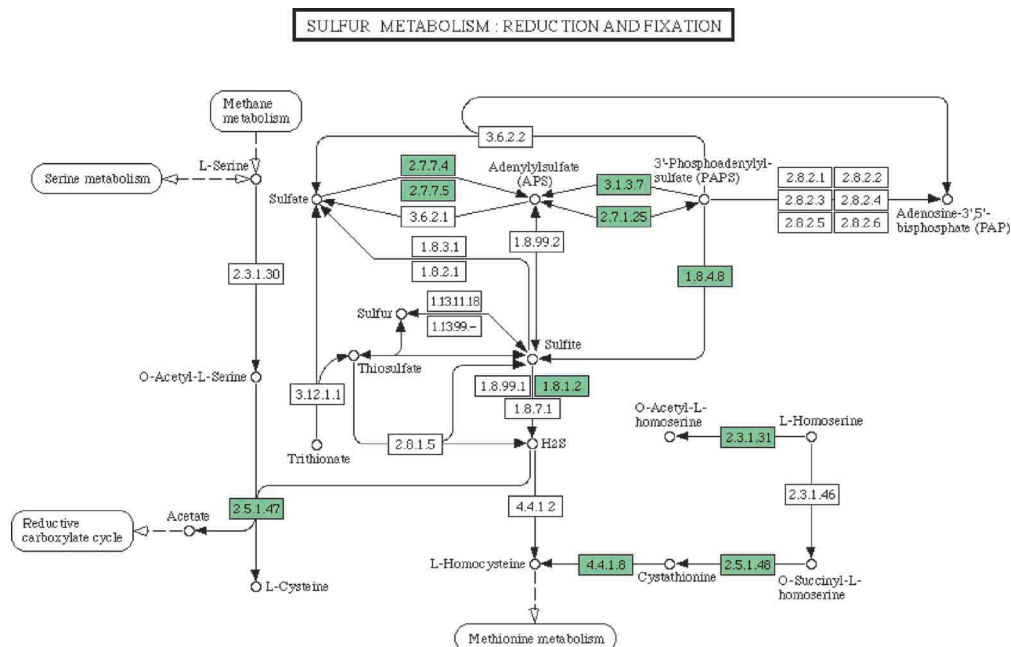 SULFUR METABOLISM : REDUCTION AND FIXATION
Methane
metabolism
3.6.2.2
L-Serine
Serine metabolism
2.7.7.4
2.7.7.5
Adenylylsulfate
(APS)
3.1.3.7
3'-Phosphoadenylyl-
sulfate (PAPS)
2.8.2.1
2.8.2.2
Sulfate
3.6.2.1
2.7.1.25
2.8.2.3
2.8.2.4
2.8.2.5
2.8.2.6
Adenosine-3',5'-
bisphosphate (PAP)
1.8.3.1
1.8.2.1
1.8.99.2
2.3.1.30
1.8.4.8
1.13.11.18
Sulfur
1.13.99.-
Sulfite
Thiosulfate
O-Acetyl-L-Serine
3.12.1.1
1.8.99.1
1.8.1.2
1.8.7.1
O-Acetyl-L-
homoserine
L-Homoserine
2.3.1.31
Trithionate
2.8.1.5
H2S
2.3.1.46
2.5.1.47
4.4.1.2
Acetate
Reductive
carboxylate cycle
L-Homocysteine
4.4.1.8
Cystathionine
2.5.1.48
O-Succinyl-L-
homoserine
L-Cysteine
Methionine metabolism